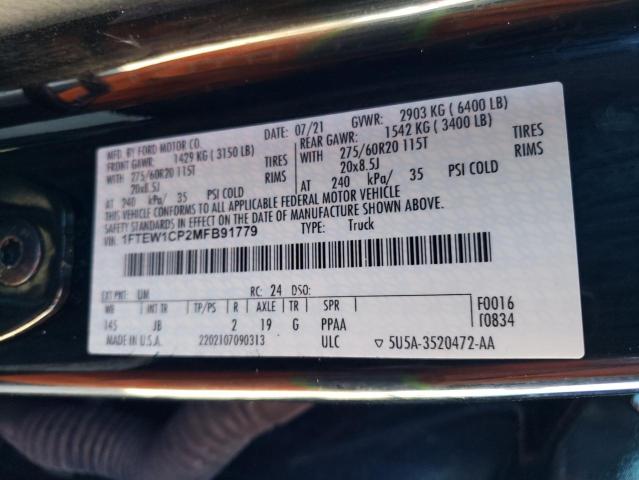 MFD. BY FORD MOTOR CO. DATE: 07/21 GVWR: 2903 KG (6400 LB)
FRONT GAWR: 1429 KG (3150 LB) REAR GAWR: 1542 KG (3400 LB)
WITH 275/60R20 115T TIRES WITH 275/60R20 115T TIRES
20x8.5J RIMS 20x8.5J RIMS
AT 240 kPa/ 35 PSI COLD AT 240 kPa/ 35 PSI COLD
THIS VEHICLE CONFORMS TO ALL APPLICABLE FEDERAL MOTOR VEHICLE
SAFETY STANDARDS IN EFFECT ON THE DATE OF MANUFACTURE SHOWN ABOVE.
VIN: 1FTEW1CP2MFB91779 TYPE: Truck
EXT PNT: UM RC: 24 DSO: F0016
WB INT TR TP/PS R AXLE TR SPR T0834
145 JB 2 19 G PPAA
MADE IN U.S.A. 2202107090313 ULC ▽ 5U5A-3520472-AA